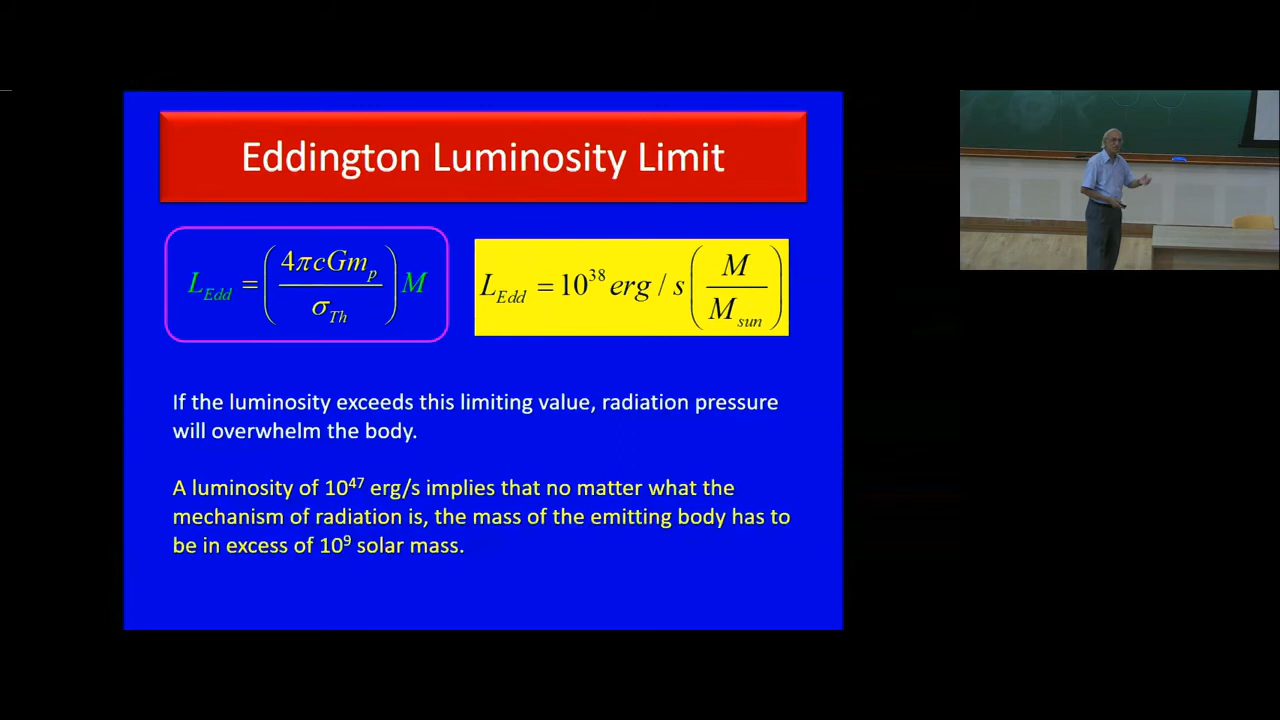 Eddington Luminosity Limit
L_Edd = (4πcGm_p / σ_Th) M
L_Edd = 10^38 erg / s (M / M_sun)
If the luminosity exceeds this limiting value, radiation pressure
will overwhelm the body.
A luminosity of 10^47 erg/s implies that no matter what the
mechanism of radiation is, the mass of the emitting body has to
be in excess of 10^9 solar mass.